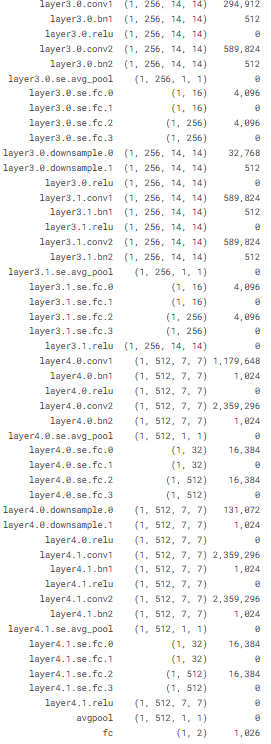 layer3.0.conv1 (1, 256, 14, 14) 294,912
layer3.0.bn1 (1, 256, 14, 14) 512
layer3.0.relu (1, 256, 14, 14) 0
layer3.0.conv2 (1, 256, 14, 14) 589,824
layer3.0.bn2 (1, 256, 14, 14) 512
layer3.0.se.avg_pool (1, 256, 1, 1) 0
layer3.0.se.fc.0 (1, 16) 4,096
layer3.0.se.fc.1 (1, 16) 0
layer3.0.se.fc.2 (1, 256) 4,096
layer3.0.se.fc.3 (1, 256) 0
layer3.0.downsample.0 (1, 256, 14, 14) 32,768
layer3.0.downsample.1 (1, 256, 14, 14) 512
layer3.0.relu (1, 256, 14, 14) 0
layer3.1.conv1 (1, 256, 14, 14) 589,824
layer3.1.bn1 (1, 256, 14, 14) 512
layer3.1.relu (1, 256, 14, 14) 0
layer3.1.conv2 (1, 256, 14, 14) 589,824
layer3.1.bn2 (1, 256, 14, 14) 512
layer3.1.se.avg_pool (1, 256, 1, 1) 0
layer3.1.se.fc.0 (1, 16) 4,096
layer3.1.se.fc.1 (1, 16) 0
layer3.1.se.fc.2 (1, 256) 4,096
layer3.1.se.fc.3 (1, 256) 0
layer3.1.relu (1, 256, 14, 14) 0
layer4.0.conv1 (1, 512, 7, 7) 1,179,648
layer4.0.bn1 (1, 512, 7, 7) 1,024
layer4.0.relu (1, 512, 7, 7) 0
layer4.0.conv2 (1, 512, 7, 7) 2,359,296
layer4.0.bn2 (1, 512, 7, 7) 1,024
layer4.0.se.avg_pool (1, 512, 1, 1) 0
layer4.0.se.fc.0 (1, 32) 16,384
layer4.0.se.fc.1 (1, 32) 0
layer4.0.se.fc.2 (1, 512) 16,384
layer4.0.se.fc.3 (1, 512) 0
layer4.0.downsample.0 (1, 512, 7, 7) 131,072
layer4.0.downsample.1 (1, 512, 7, 7) 1,024
layer4.0.relu (1, 512, 7, 7) 0
layer4.1.conv1 (1, 512, 7, 7) 2,359,296
layer4.1.bn1 (1, 512, 7, 7) 1,024
layer4.1.relu (1, 512, 7, 7) 0
layer4.1.conv2 (1, 512, 7, 7) 2,359,296
layer4.1.bn2 (1, 512, 7, 7) 1,024
layer4.1.se.avg_pool (1, 512, 1, 1) 0
layer4.1.se.fc.0 (1, 32) 16,384
layer4.1.se.fc.1 (1, 32) 0
layer4.1.se.fc.2 (1, 512) 16,384
layer4.1.se.fc.3 (1, 512) 0
layer4.1.relu (1, 512, 7, 7) 0
avgpool (1, 512, 1, 1) 0
fc (1, 2) 1,026